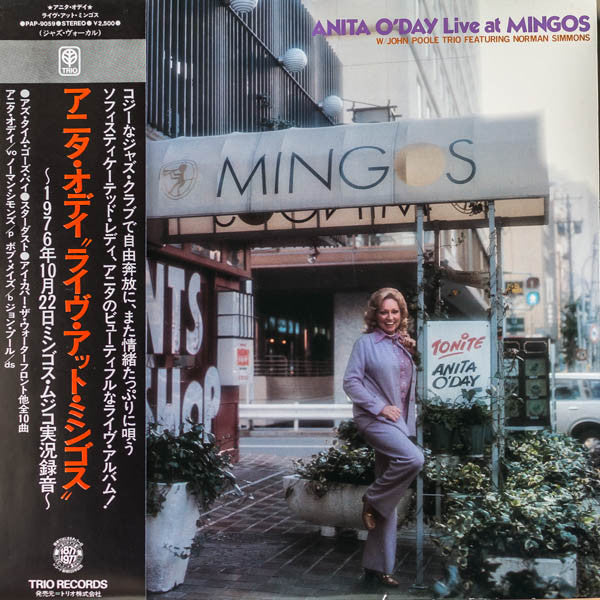 ★アニタ・オデイ★
ライヴ・アット・ミンゴス
●PAP-9059●STEREO●¥2,500●
(ジャズ・ヴォーカル)
TRIO
コジーなジャズ・クラブで自由奔放に、また情緒たっぷりに唄う
ソフィスティケーテッド・レディ、アニタのビューティフルなライヴ・アルバム!
アニタ・オデイ“ライヴ・アット・ミンゴス”
〜1976年10月22日ミンゴス・ムジコ実況録音〜
●アズ・タイム・ゴーズ・バイ●スターダスト●アイ・カバー・ザ・ウォーターフロント他全10曲
アニタ・オデイ/vo ノーマン・シモンズ/p ボブ・メイズ/b ジョン・プール/ds
1877
1977
TRIO RECORDS
発売元=トリオ株式会社
ANITA O'DAY Live at MINGOS
W. JOHN POOLE TRIO FEATURING NORMAN SIMMONS
MINGOS
NTS
SHOP
TONITE
ANITA
O'DAY